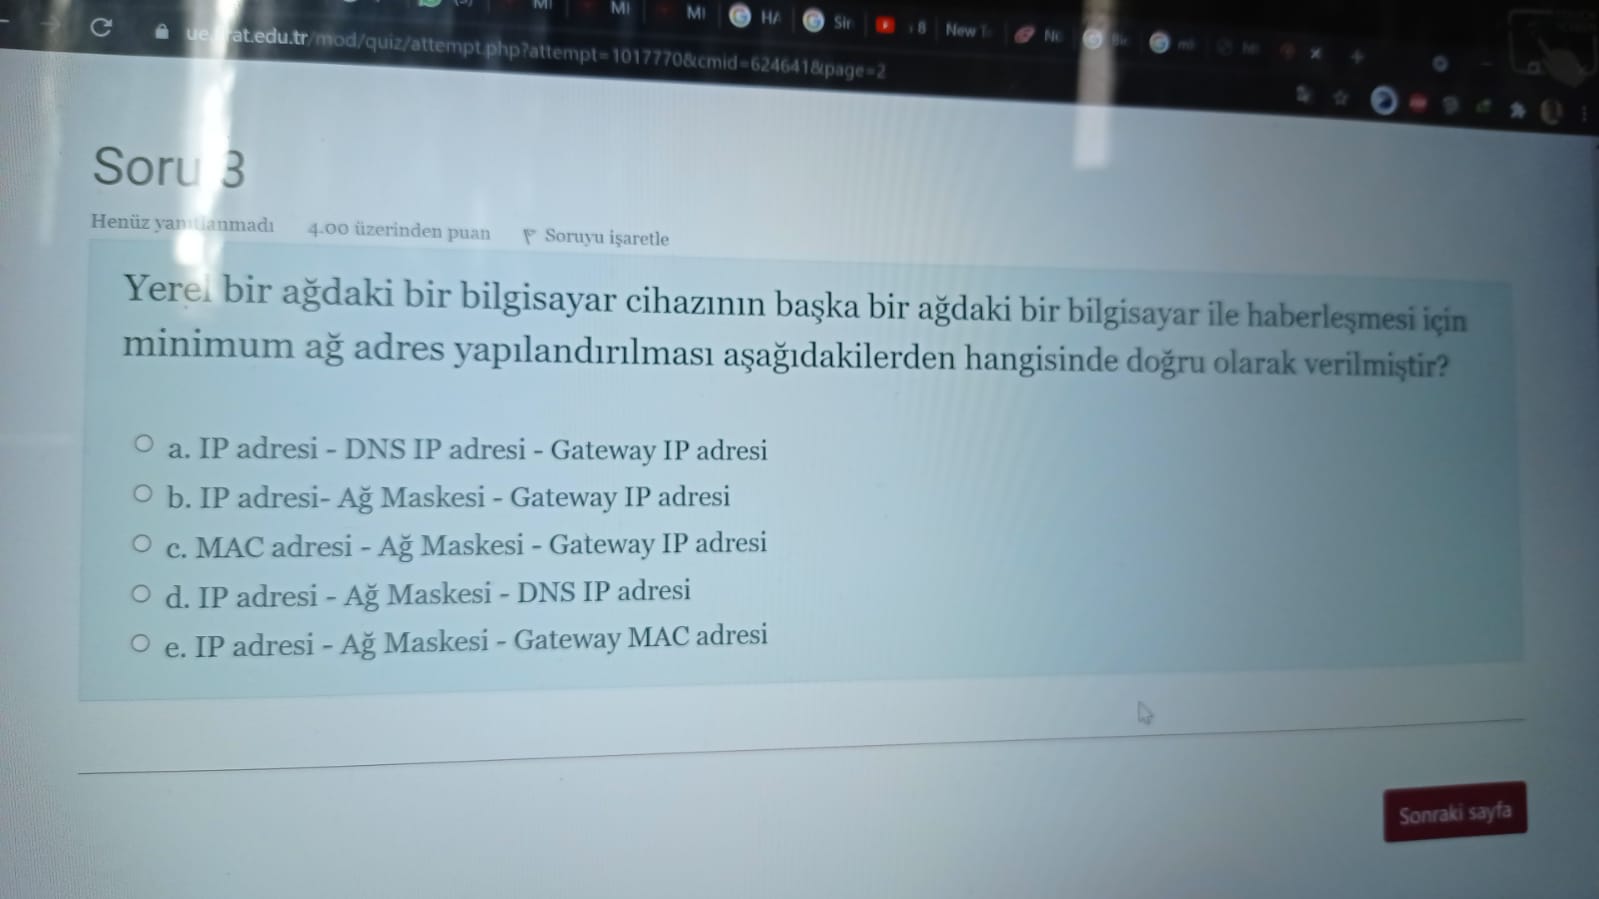 MI
MI
MI
HA
Sir
8
New T
rat.edu.tr/mod/quiz/attempt.php?attempt=1017770&cmid=624641&page=2
Soru 3
Henüz yanıtlanmadı 4.00 üzerinden puan Soruyu işaretle
Yerel bir ağdaki bir bilgisayar cihazının başka bir ağdaki bir bilgisayar ile haberleşmesi için
minimum ağ adres yapılandırılması aşağıdakilerden hangisinde doğru olarak verilmiştir?
a. IP adresi - DNS IP adresi - Gateway IP adresi
b. IP adresi- Ağ Maskesi - Gateway IP adresi
c. MAC adresi - Ağ Maskesi - Gateway IP adresi
d. IP adresi - Ağ Maskesi - DNS IP adresi
e. IP adresi - Ağ Maskesi - Gateway MAC adresi
Sonraki sayfa